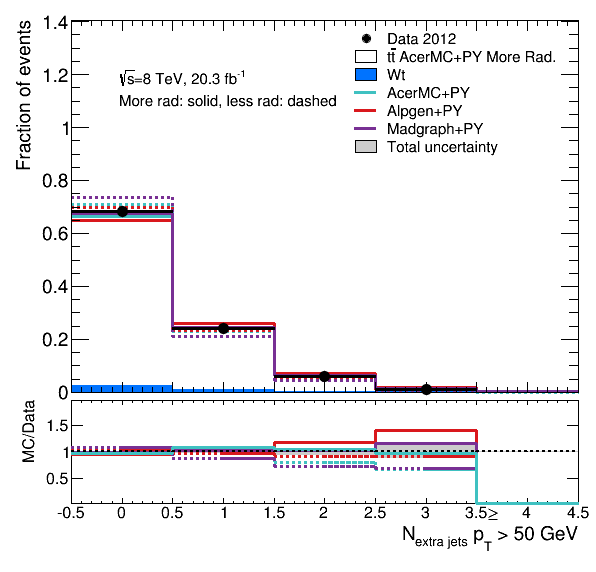 Fraction of events
1.4
1.2
1
0.8
0.6
0.4
0.2
0
Data 2012
tt̄ AcerMC+PY More Rad.
Wt
AcerMC+PY
Alpgen+PY
Madgraph+PY
Total uncertainty
√s=8 TeV, 20.3 fb⁻¹
More rad: solid, less rad: dashed
MC/Data
1.5
1
0.5
-0.5 0 0.5 1 1.5 2 2.5 3 3.5 ≥ 4 4.5
N extra jets p_T > 50 GeV